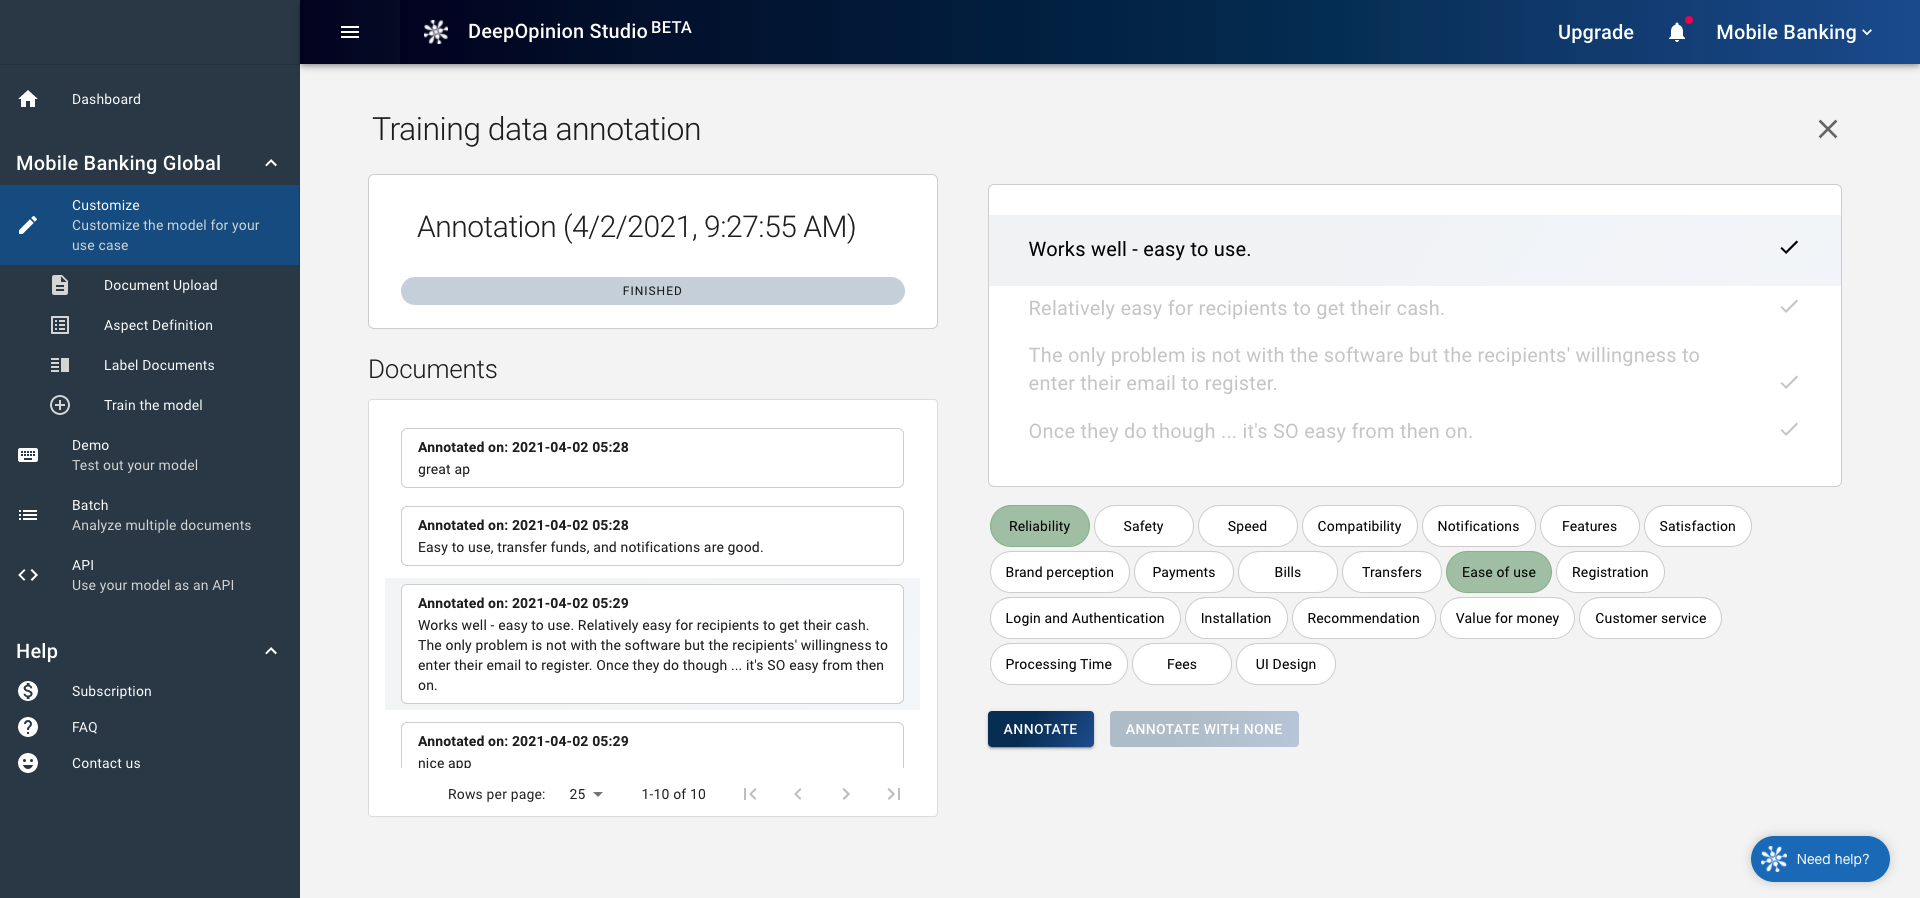 DeepOpinion Studio BETA
Upgrade
Mobile Banking
Dashboard
Mobile Banking Global
Customize
Customize the model for your
use case
Document Upload
Aspect Definition
Label Documents
Train the model
Demo
Test out your model
Batch
Analyze multiple documents
API
Use your model as an API
Help
Subscription
FAQ
Contact us
Training data annotation
Annotation (4/2/2021, 9:27:55 AM)
FINISHED
Documents
Annotated on: 2021-04-02 05:28
great ap
Annotated on: 2021-04-02 05:28
Easy to use, transfer funds, and notifications are good.
Annotated on: 2021-04-02 05:29
Works well - easy to use. Relatively easy for recipients to get their cash.
The only problem is not with the software but the recipients' willingness to
enter their email to register. Once they do though ... it's SO easy from then
on.
Annotated on: 2021-04-02 05:29
nice app
Rows per page: 25 1-10 of 10
Works well - easy to use.
Relatively easy for recipients to get their cash.
The only problem is not with the software but the recipients' willingness to
enter their email to register.
Once they do though ... it's SO easy from then on.
Reliability Safety Speed Compatibility Notifications Features Satisfaction
Brand perception Payments Bills Transfers Ease of use Registration
Login and Authentication Installation Recommendation Value for money Customer service
Processing Time Fees UI Design
ANNOTATE ANNOTATE WITH NONE
Need help?